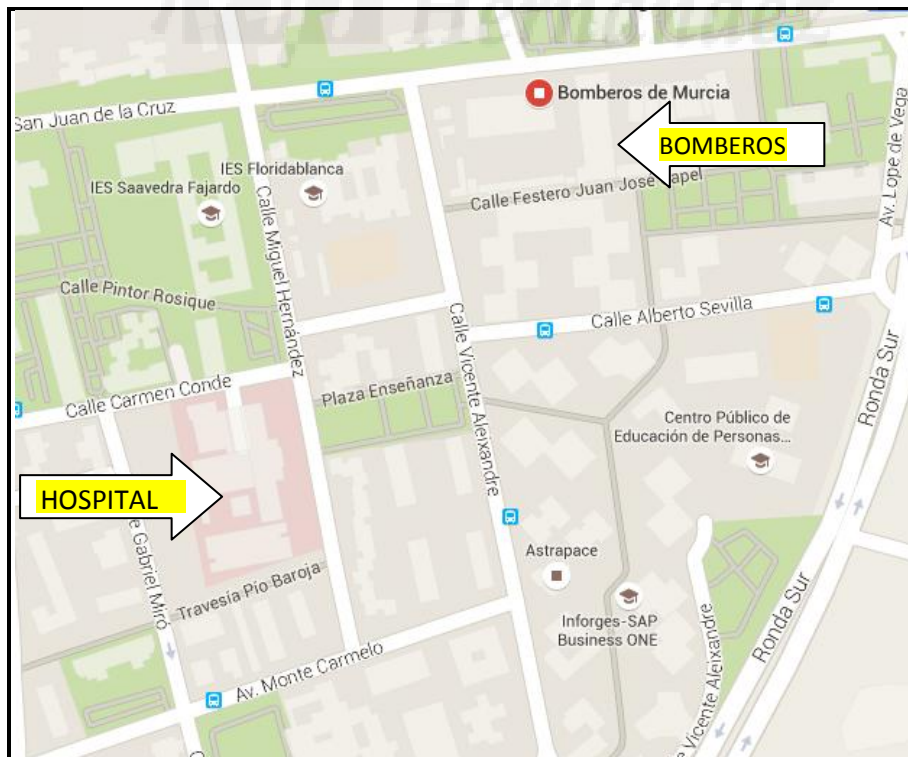 Hernández
San Juan de la Cruz
Bomberos de Murcia
BOMBEROS
Av. Lope de Vega
IES Floridablanca
IES Saavedra Fajardo
Calle Festero Juan José
Calle Miguel Hernández
Calle Pintor Rosique
Calle Vicente Aleixandre
Calle Alberto Sevilla
Ronda Sur
Calle Carmen Conde
Plaza Enseñanza
Centro Público de
Educación de Personas...
HOSPITAL
e Gabriel Miró
Astrapace
Travesía Pío Baroja
Inforges-SAP
Business ONE
Av. Monte Carmelo
Ronda Sur
e Vicente Aleixandre